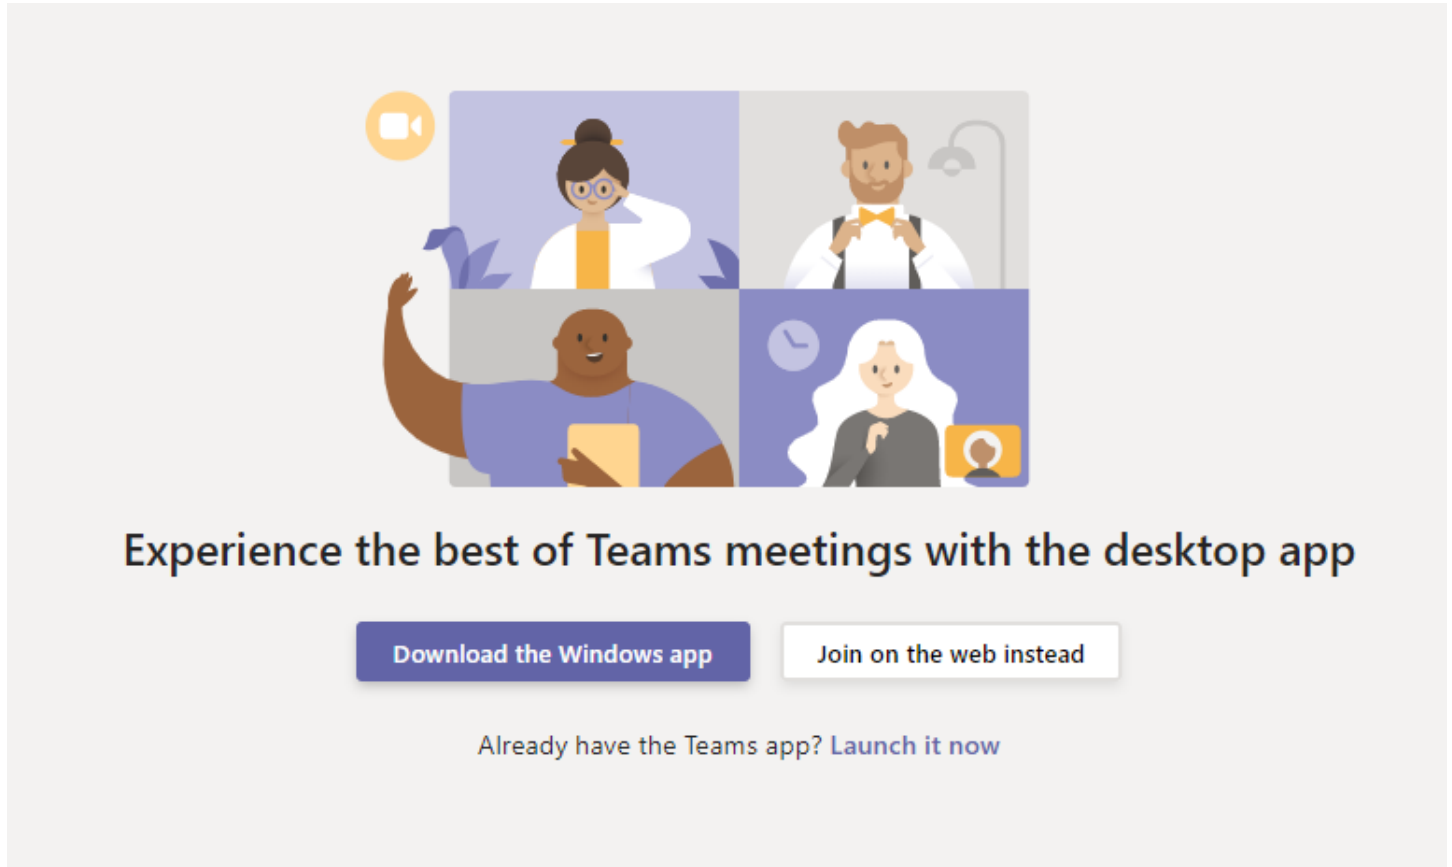 Experience the best of Teams meetings with the desktop app
Download the Windows app
Join on the web instead
Already have the Teams app? Launch it now